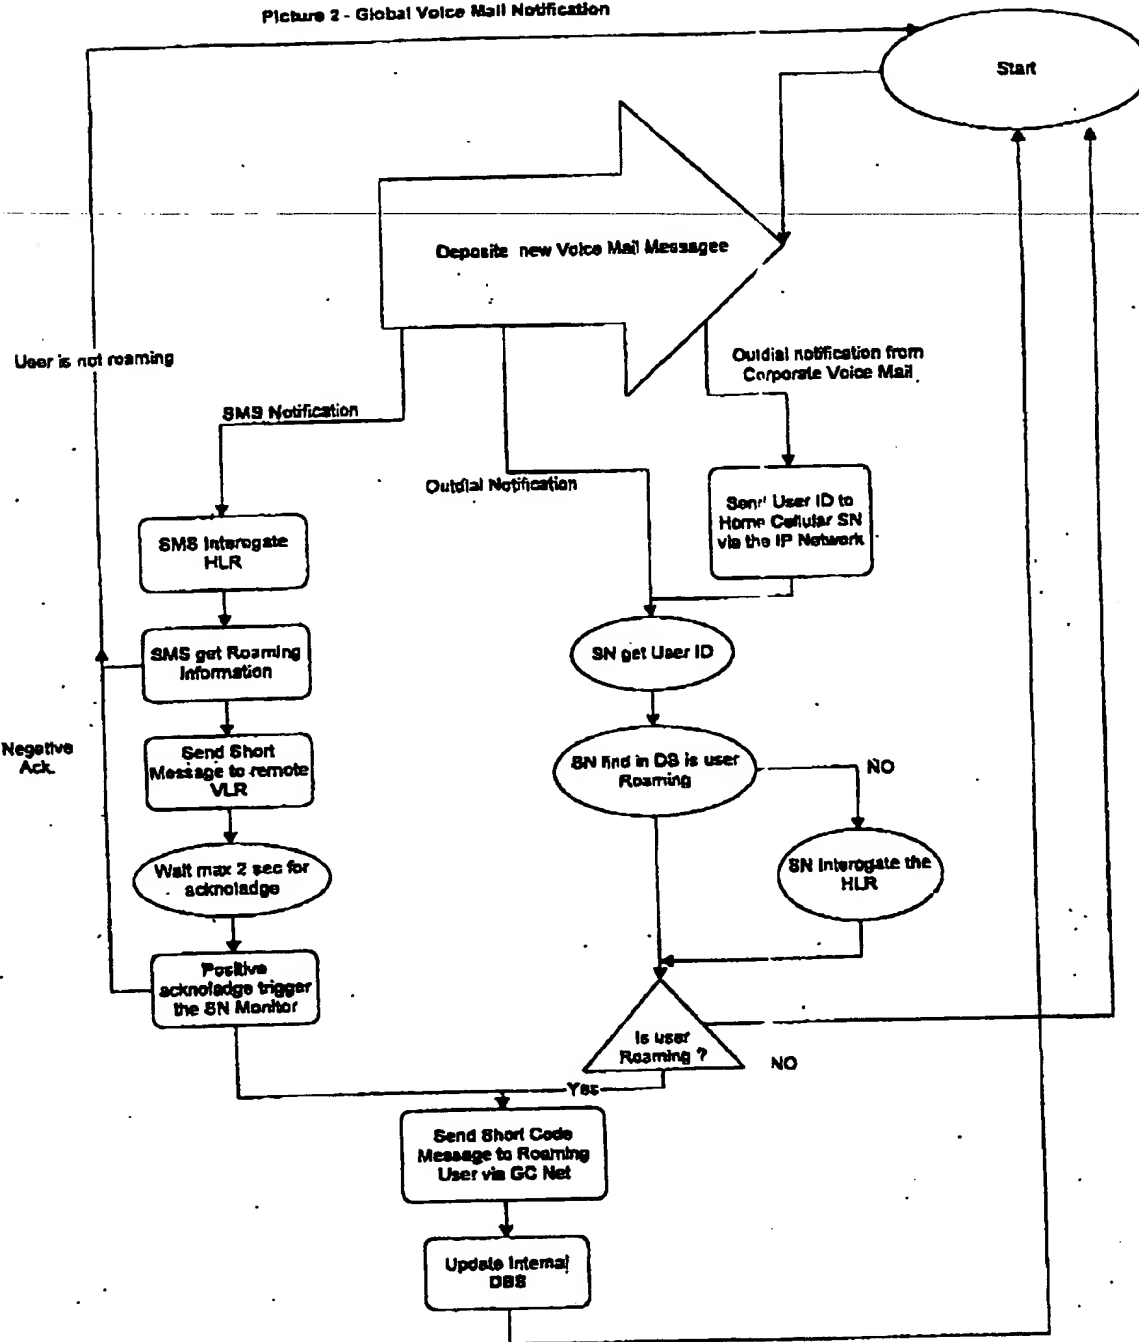 Picture 2 - Global Voice Mail Notification
Start
Deposite new Voice Mail Messagee
User is not roaming
Outdial notification from
Corporate Voice Mail
SMS Notification
Outdial Notification
Send User ID to
Home Cellular SN
via the IP Network
SMS Interogate
HLR
SMS get Roaming
Information
SN get User ID
Negative
Ack.
Send Short
Message to remote
VLR
SN find in DS is user
Roaming
NO
Wait max 2 sec for
acknoladge
SN Interogate the
HLR
Positive
acknoladge trigger
the SN Monitor
Is user
Roaming ?
NO
Yes
Send Short Code
Message to Roaming
User via GC Net
Update Internal
DBS